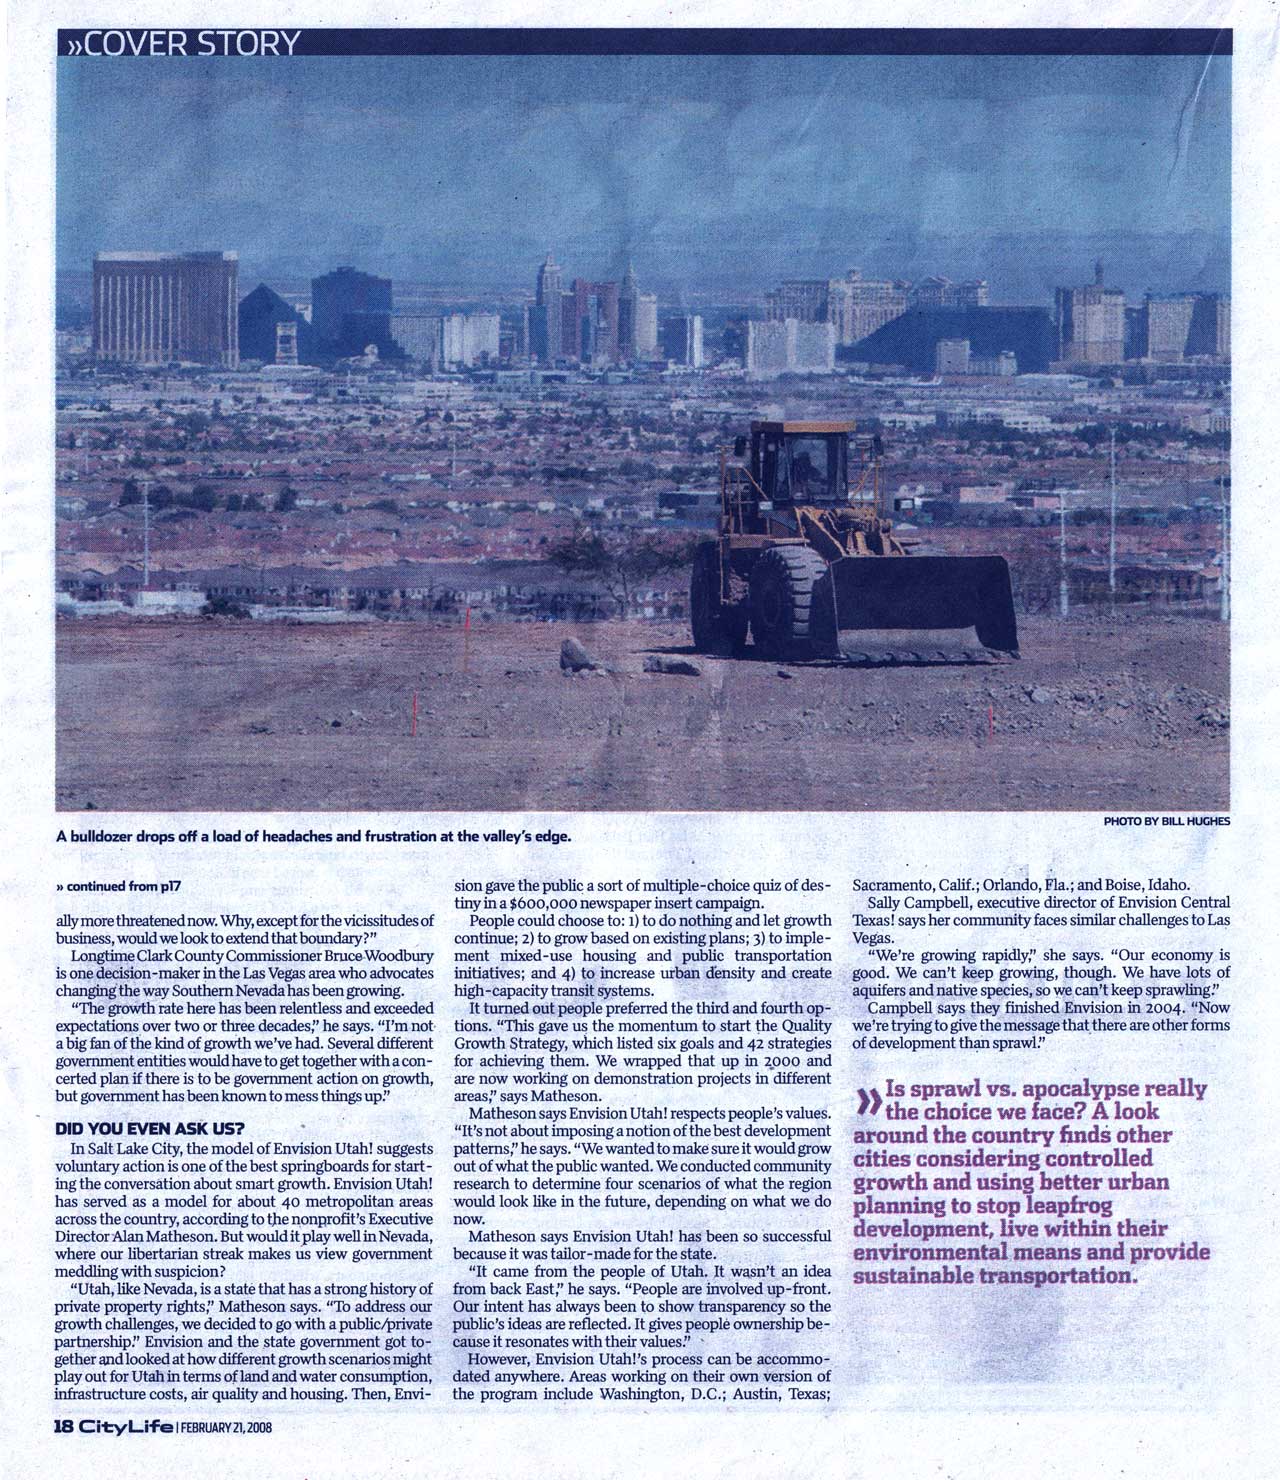 »COVER STORY
PHOTO BY BILL HUGHES
A bulldozer drops off a load of headaches and frustration at the valley's edge.
» continued from p17
ally more threatened now. Why, except for the vicissitudes of
business, would we look to extend that boundary?"
Longtime Clark County Commissioner Bruce Woodbury
is one decision-maker in the Las Vegas area who advocates
changing the way Southern Nevada has been growing.
"The growth rate here has been relentless and exceeded
expectations over two or three decades," he says. "I'm not
a big fan of the kind of growth we've had. Several different
government entities would have to get together with a con-
certed plan if there is to be government action on growth,
but government has been known to mess things up."
DID YOU EVEN ASK US?
In Salt Lake City, the model of Envision Utah! suggests
voluntary action is one of the best springboards for start-
ing the conversation about smart growth. Envision Utah!
has served as a model for about 40 metropolitan areas
across the country, according to the nonprofit's Executive
Director Alan Matheson. But would it play well in Nevada,
where our libertarian streak makes us view government
meddling with suspicion?
"Utah, like Nevada, is a state that has a strong history of
private property rights," Matheson says. "To address our
growth challenges, we decided to go with a public/private
partnership." Envision and the state government got to-
gether and looked at how different growth scenarios might
play out for Utah in terms of land and water consumption,
infrastructure costs, air quality and housing. Then, Envi-
sion gave the public a sort of multiple-choice quiz of des-
tiny in a $600,000 newspaper insert campaign.
People could choose to: 1) to do nothing and let growth
continue; 2) to grow based on existing plans; 3) to imple-
ment mixed-use housing and public transportation
initiatives; and 4) to increase urban density and create
high-capacity transit systems.
It turned out people preferred the third and fourth op-
tions. "This gave us the momentum to start the Quality
Growth Strategy, which listed six goals and 42 strategies
for achieving them. We wrapped that up in 2000 and
are now working on demonstration projects in different
areas," says Matheson.
Matheson says Envision Utah! respects people's values.
"It's not about imposing a notion of the best development
patterns," he says. "We wanted to make sure it would grow
out of what the public wanted. We conducted community
research to determine four scenarios of what the region
would look like in the future, depending on what we do
now.
Matheson says Envision Utah! has been so successful
because it was tailor-made for the state.
"It came from the people of Utah. It wasn't an idea
from back East," he says. "People are involved up-front.
Our intent has always been to show transparency so the
public's ideas are reflected. It gives people ownership be-
cause it resonates with their values."
However, Envision Utah!'s process can be accommo-
dated anywhere. Areas working on their own version of
the program include Washington, D.C.; Austin, Texas;
Sacramento, Calif.; Orlando, Fla.; and Boise, Idaho.
Sally Campbell, executive director of Envision Central
Texas! says her community faces similar challenges to Las
Vegas.
"We're growing rapidly," she says. "Our economy is
good. We can't keep growing, though. We have lots of
aquifers and native species, so we can't keep sprawling."
Campbell says they finished Envision in 2004. "Now
we're trying to give the message that there are other forms
of development than sprawl."
» Is sprawl vs. apocalypse really
the choice we face? A look
around the country finds other
cities considering controlled
growth and using better urban
planning to stop leapfrog
development, live within their
environmental means and provide
sustainable transportation.
18 CityLife | FEBRUARY 21, 2008